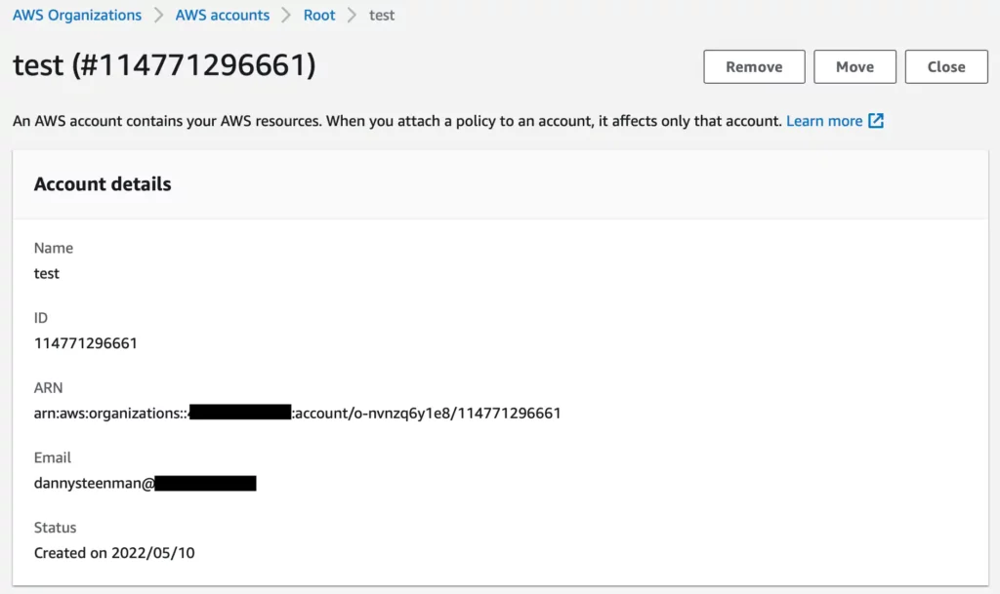 AWS Organizations > AWS accounts > Root > test
test (#114771296661)
Remove Move Close
An AWS account contains your AWS resources. When you attach a policy to an account, it affects only that account. Learn more
Account details
Name
test
ID
114771296661
ARN
arn:aws:organizations:: :account/o-nvnzq6y1e8/114771296661
Email
dannysteenman@
Status
Created on 2022/05/10